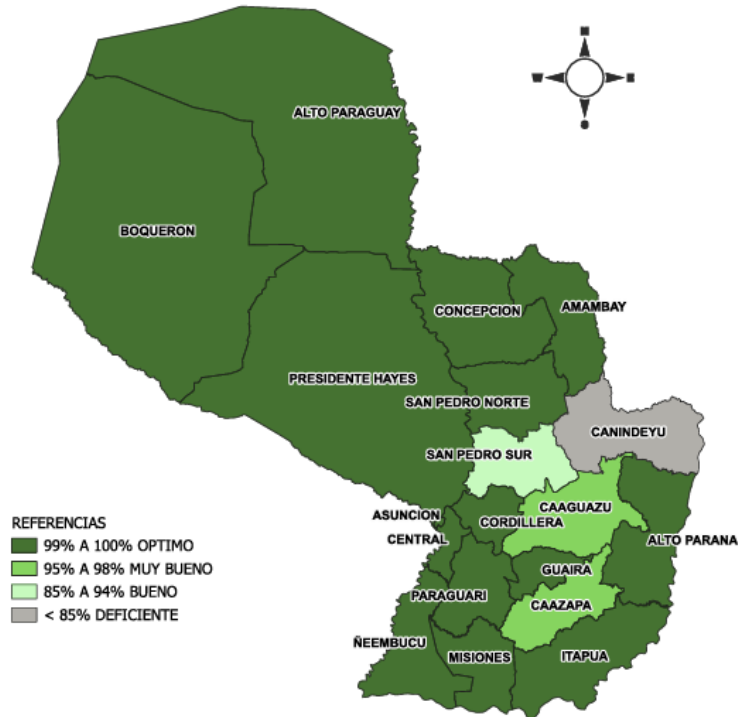 N
W
E
S
ALTO PARAGUAY
BOQUERON
CONCEPCION
AMAMBAY
PRESIDENTE HAYES
SAN PEDRO NORTE
CANINDEYU
SAN PEDRO SUR
CAAGUAZU
ASUNCION
CORDILLERA
CENTRAL
ALTO PARANA
GUAIRA
PARAGUARI
CAAZAPA
ÑEEMBUCU
MISIONES
ITAPUA
REFERENCIAS
99% A 100% OPTIMO
95% A 98% MUY BUENO
85% A 94% BUENO
< 85% DEFICIENTE